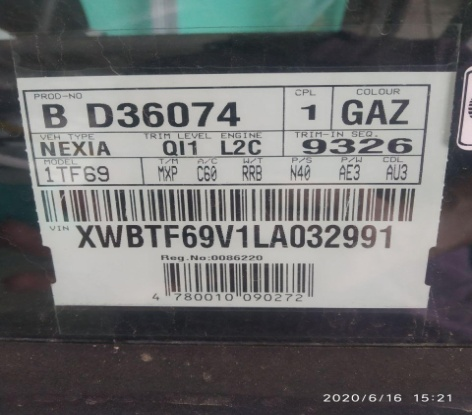 PROD-NO CPL COLOUR
B D36074 1 GAZ
VEH TYPE TRIM LEVEL ENGINE TRIM-IN SEQ.
NEXIA QI1 L2C 9326
MODEL T/M A/C W/T P/S P/W COL
1TF69 MXP C60 RRB N40 AE3 AU3
VIN XWBTF69V1LA032991
Reg.No:0086220
4 780010 090272
2020/6/16 15:21